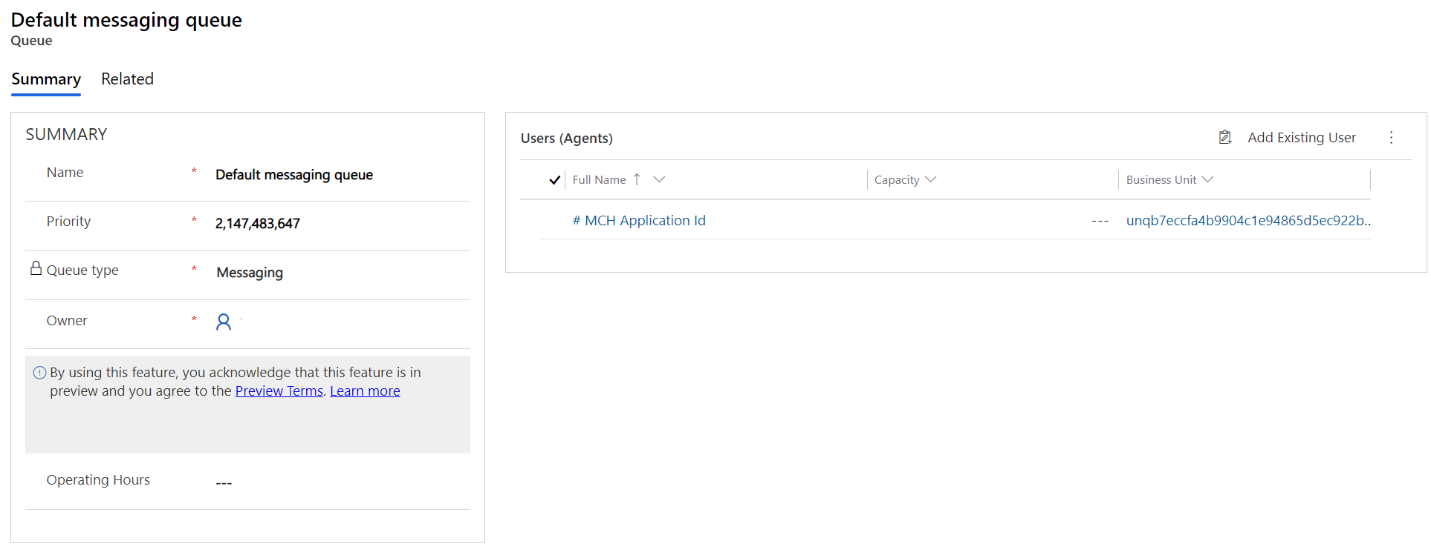 Default messaging queue
Queue
Summary Related
SUMMARY
Name * Default messaging queue
Priority * 2,147,483,647
Queue type * Messaging
Owner *
By using this feature, you acknowledge that this feature is in
preview and you agree to the Preview Terms. Learn more
Operating Hours ---
Users (Agents) Add Existing User
Full Name ↑ Capacity Business Unit
# MCH Application Id --- unqb7eccfa4b9904c1e94865d5ec922b..